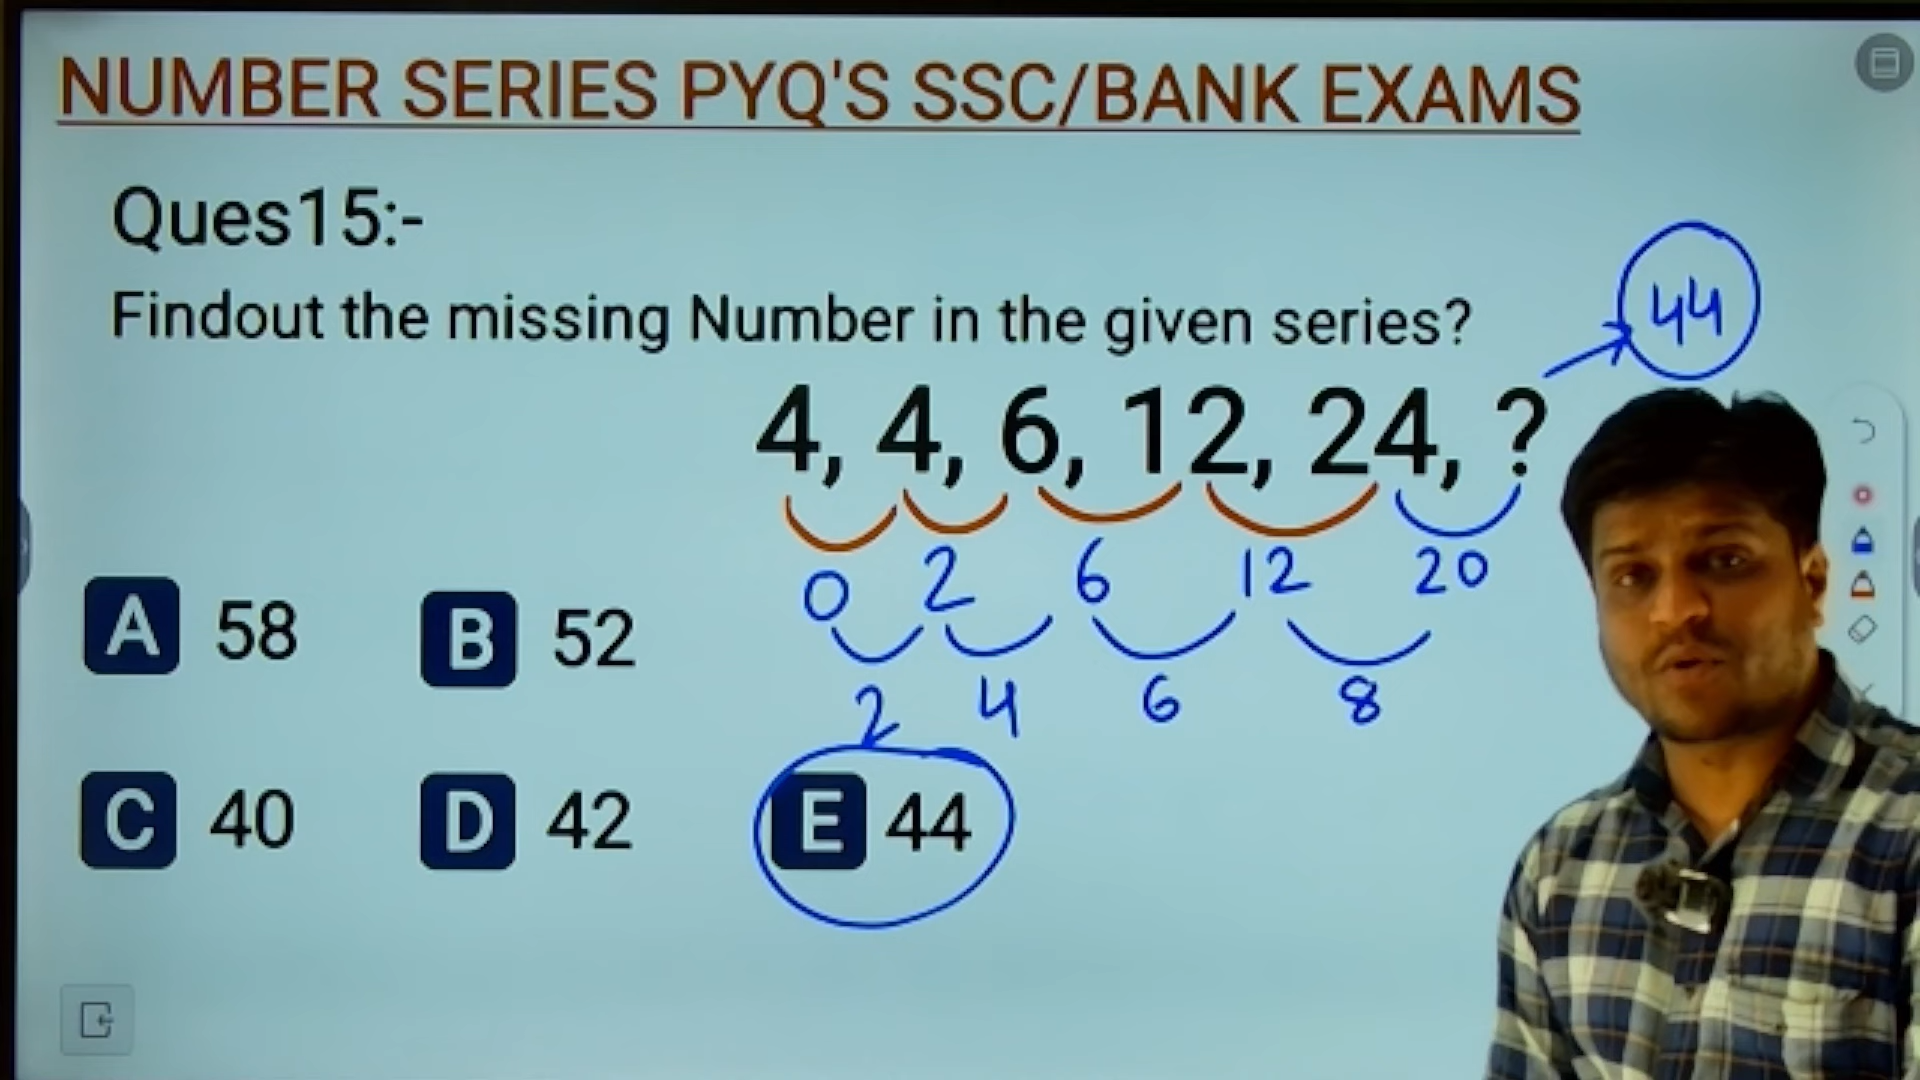 NUMBER SERIES PYQ'S SSC/BANK EXAMS
Ques15:-
44
Findout the missing Number in the given series?
4, 4, 6, 12, 24, ?
0 2 6 12 20
2 4 6 8
A 58 B 52
C 40 D 42 E 44